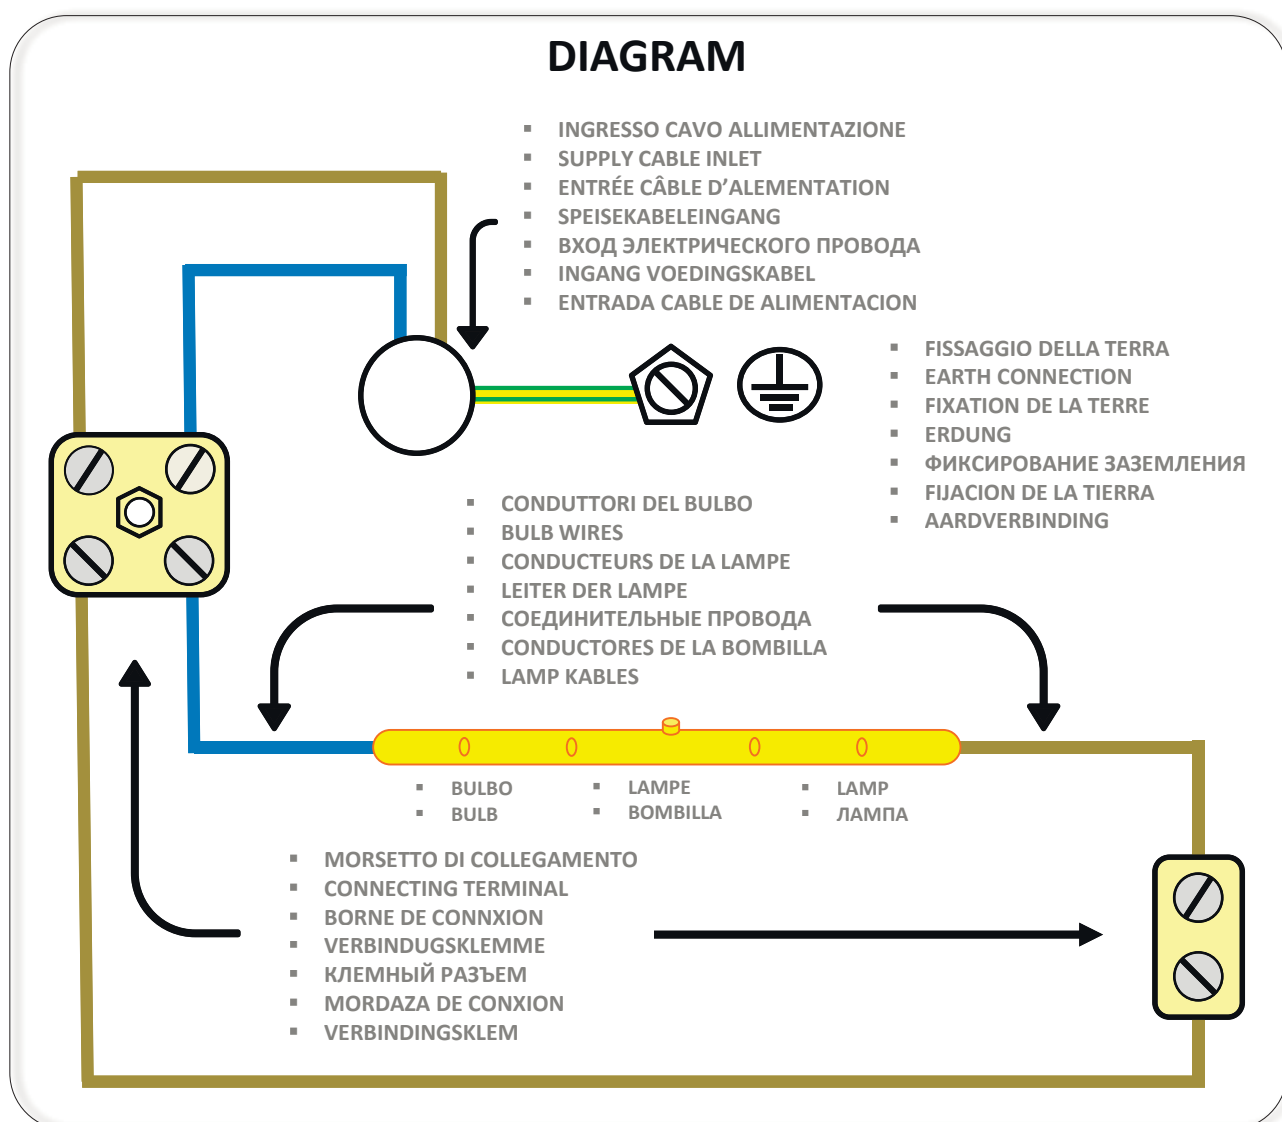 DIAGRAM
INGRESSO CAVO ALLIMENTAZIONE
SUPPLY CABLE INLET
ENTRÉE CÂBLE D’ALEMENTATION
SPEISEKABELEINGANG
ВХОД ЭЛЕКТРИЧЕСКОГО ПРОВОДА
INGANG VOEDINGSKABEL
ENTRADA CABLE DE ALIMENTACION
FISSAGGIO DELLA TERRA
EARTH CONNECTION
FIXATION DE LA TERRE
ERDUNG
ФИКСИРОВАНИЕ ЗАЗЕМЛЕНИЯ
FIJACION DE LA TIERRA
AARDVERBINDING
CONDUTTORI DEL BULBO
BULB WIRES
CONDUCTEURS DE LA LAMPE
LEITER DER LAMPE
СОЕДИНИТЕЛЬНЫЕ ПРОВОДА
CONDUCTORES DE LA BOMBILLA
LAMP KABLES
BULBO
BULB
LAMPE
BOMBILLA
LAMP
ЛАМПА
MORSETTO DI COLLEGAMENTO
CONNECTING TERMINAL
BORNE DE CONNXION
VERBINDUGSKLEMME
КЛЕМНЫЙ РАЗЪЕМ
MORDAZA DE CONXION
VERBINDINGSKLEM